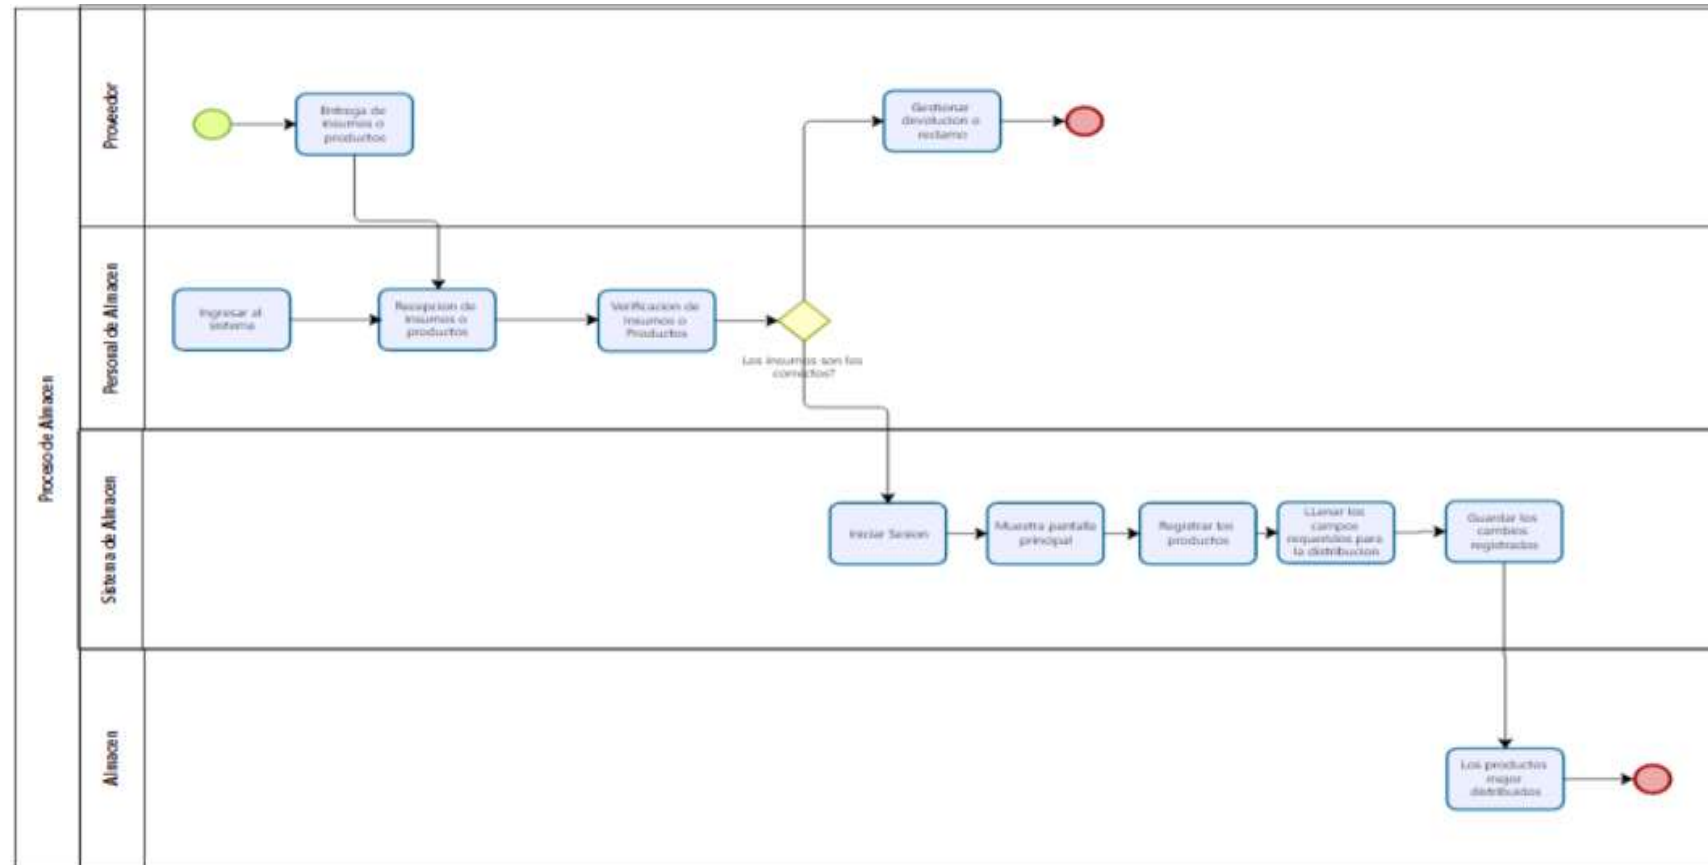 Proceso de Almacen
Proveedor
Entrega de
insumos o
productos
Gestionar
devolucion o
reclamo
Personal de Almacen
Ingresar al
sistema
Recepcion de
insumos o
productos
Verificacion de
Insumos o
Productos
Los insumos son los
correctos?
Sistema de Almacen
Iniciar Sesion
Muestra pantalla
principal
Registrar los
productos
LLenar los
campos
requeridos para
la distribucion
Guardar los
cambios
registrados
Almacen
Los productos
mejor
distribuidos